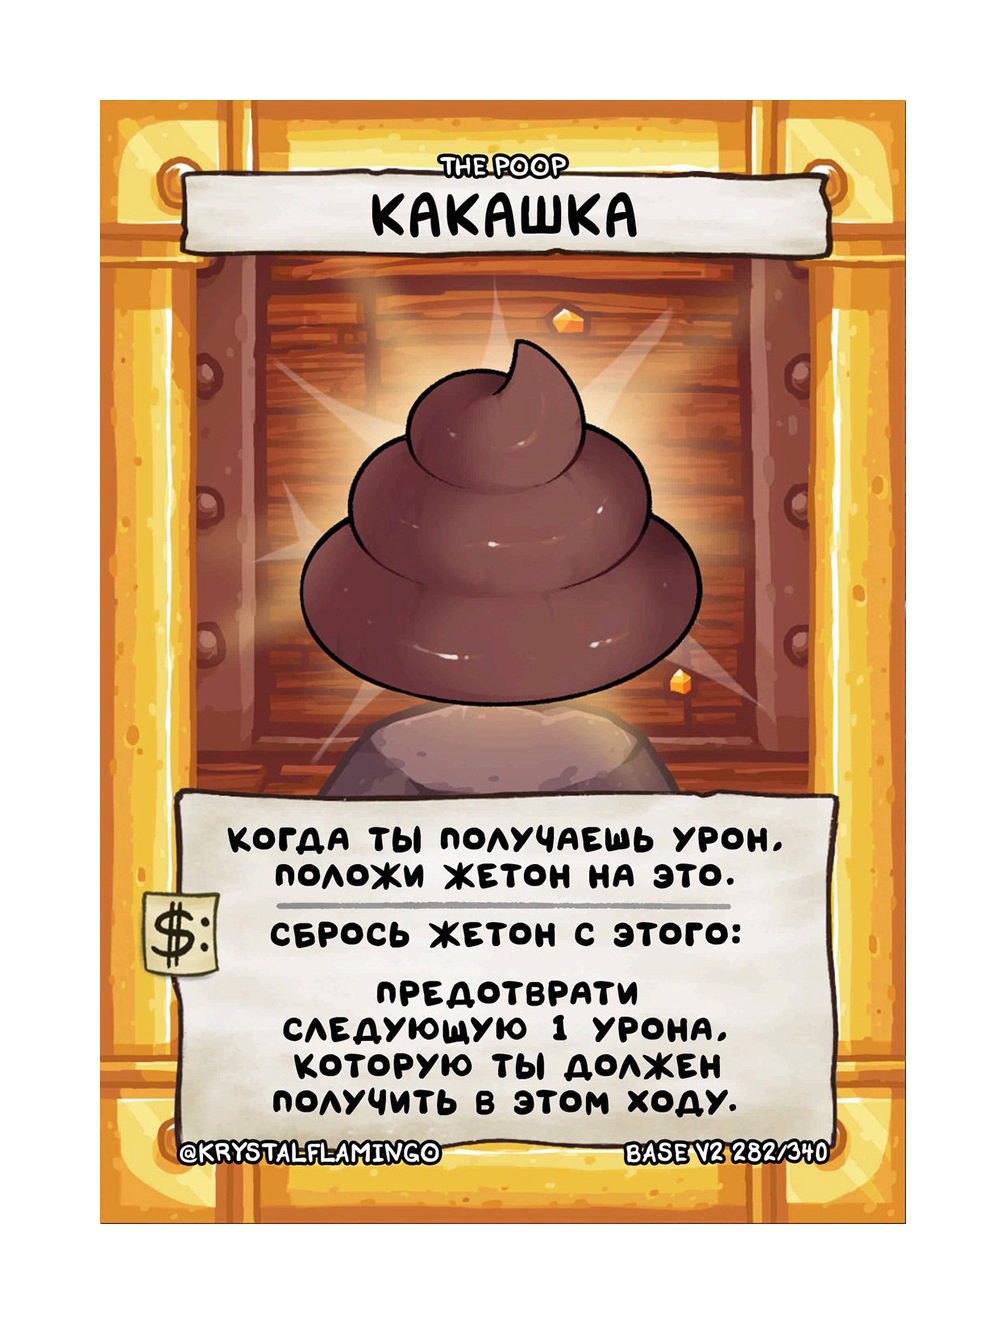 THE POOP
КАКАШКА
КОГДА ТЫ ПОЛУЧАЕШЬ УРОН,
ПОЛОЖИ ЖЕТОН НА ЭТО.
СБРОСЬ ЖЕТОН С ЭТОГО:
$:
ПРЕДОТВРАТИ
СЛЕДУЮЩУЮ 1 УРОНА,
КОТОРУЮ ТЫ ДОЛЖЕН
ПОЛУЧИТЬ В ЭТОМ ХОДУ.
@KRYSTALFLAMINGO
BASE V2 282/340